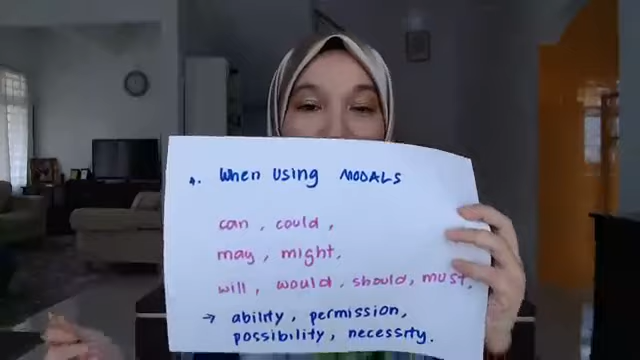 4. When Using MODALS
can, could,
may, might,
will, would, should, must,
→ ability, permission,
possibility, necessity.